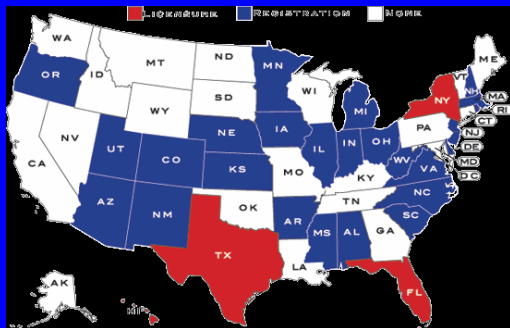 LICENSURE REGISTRATION NONE
WA
ME
MT
ND
MN
VT
OR
ID
NH
SD
WI
NY
MA
WY
MI
RI
CT
IA
PA
NE
NJ
NV
OH
IL
IN
DE
UT
CO
WV
MD
CA
KS
VA
DC
MO
KY
NC
TN
OK
AZ
NM
AR
SC
MS
AL
GA
TX
LA
AK
FL
HI